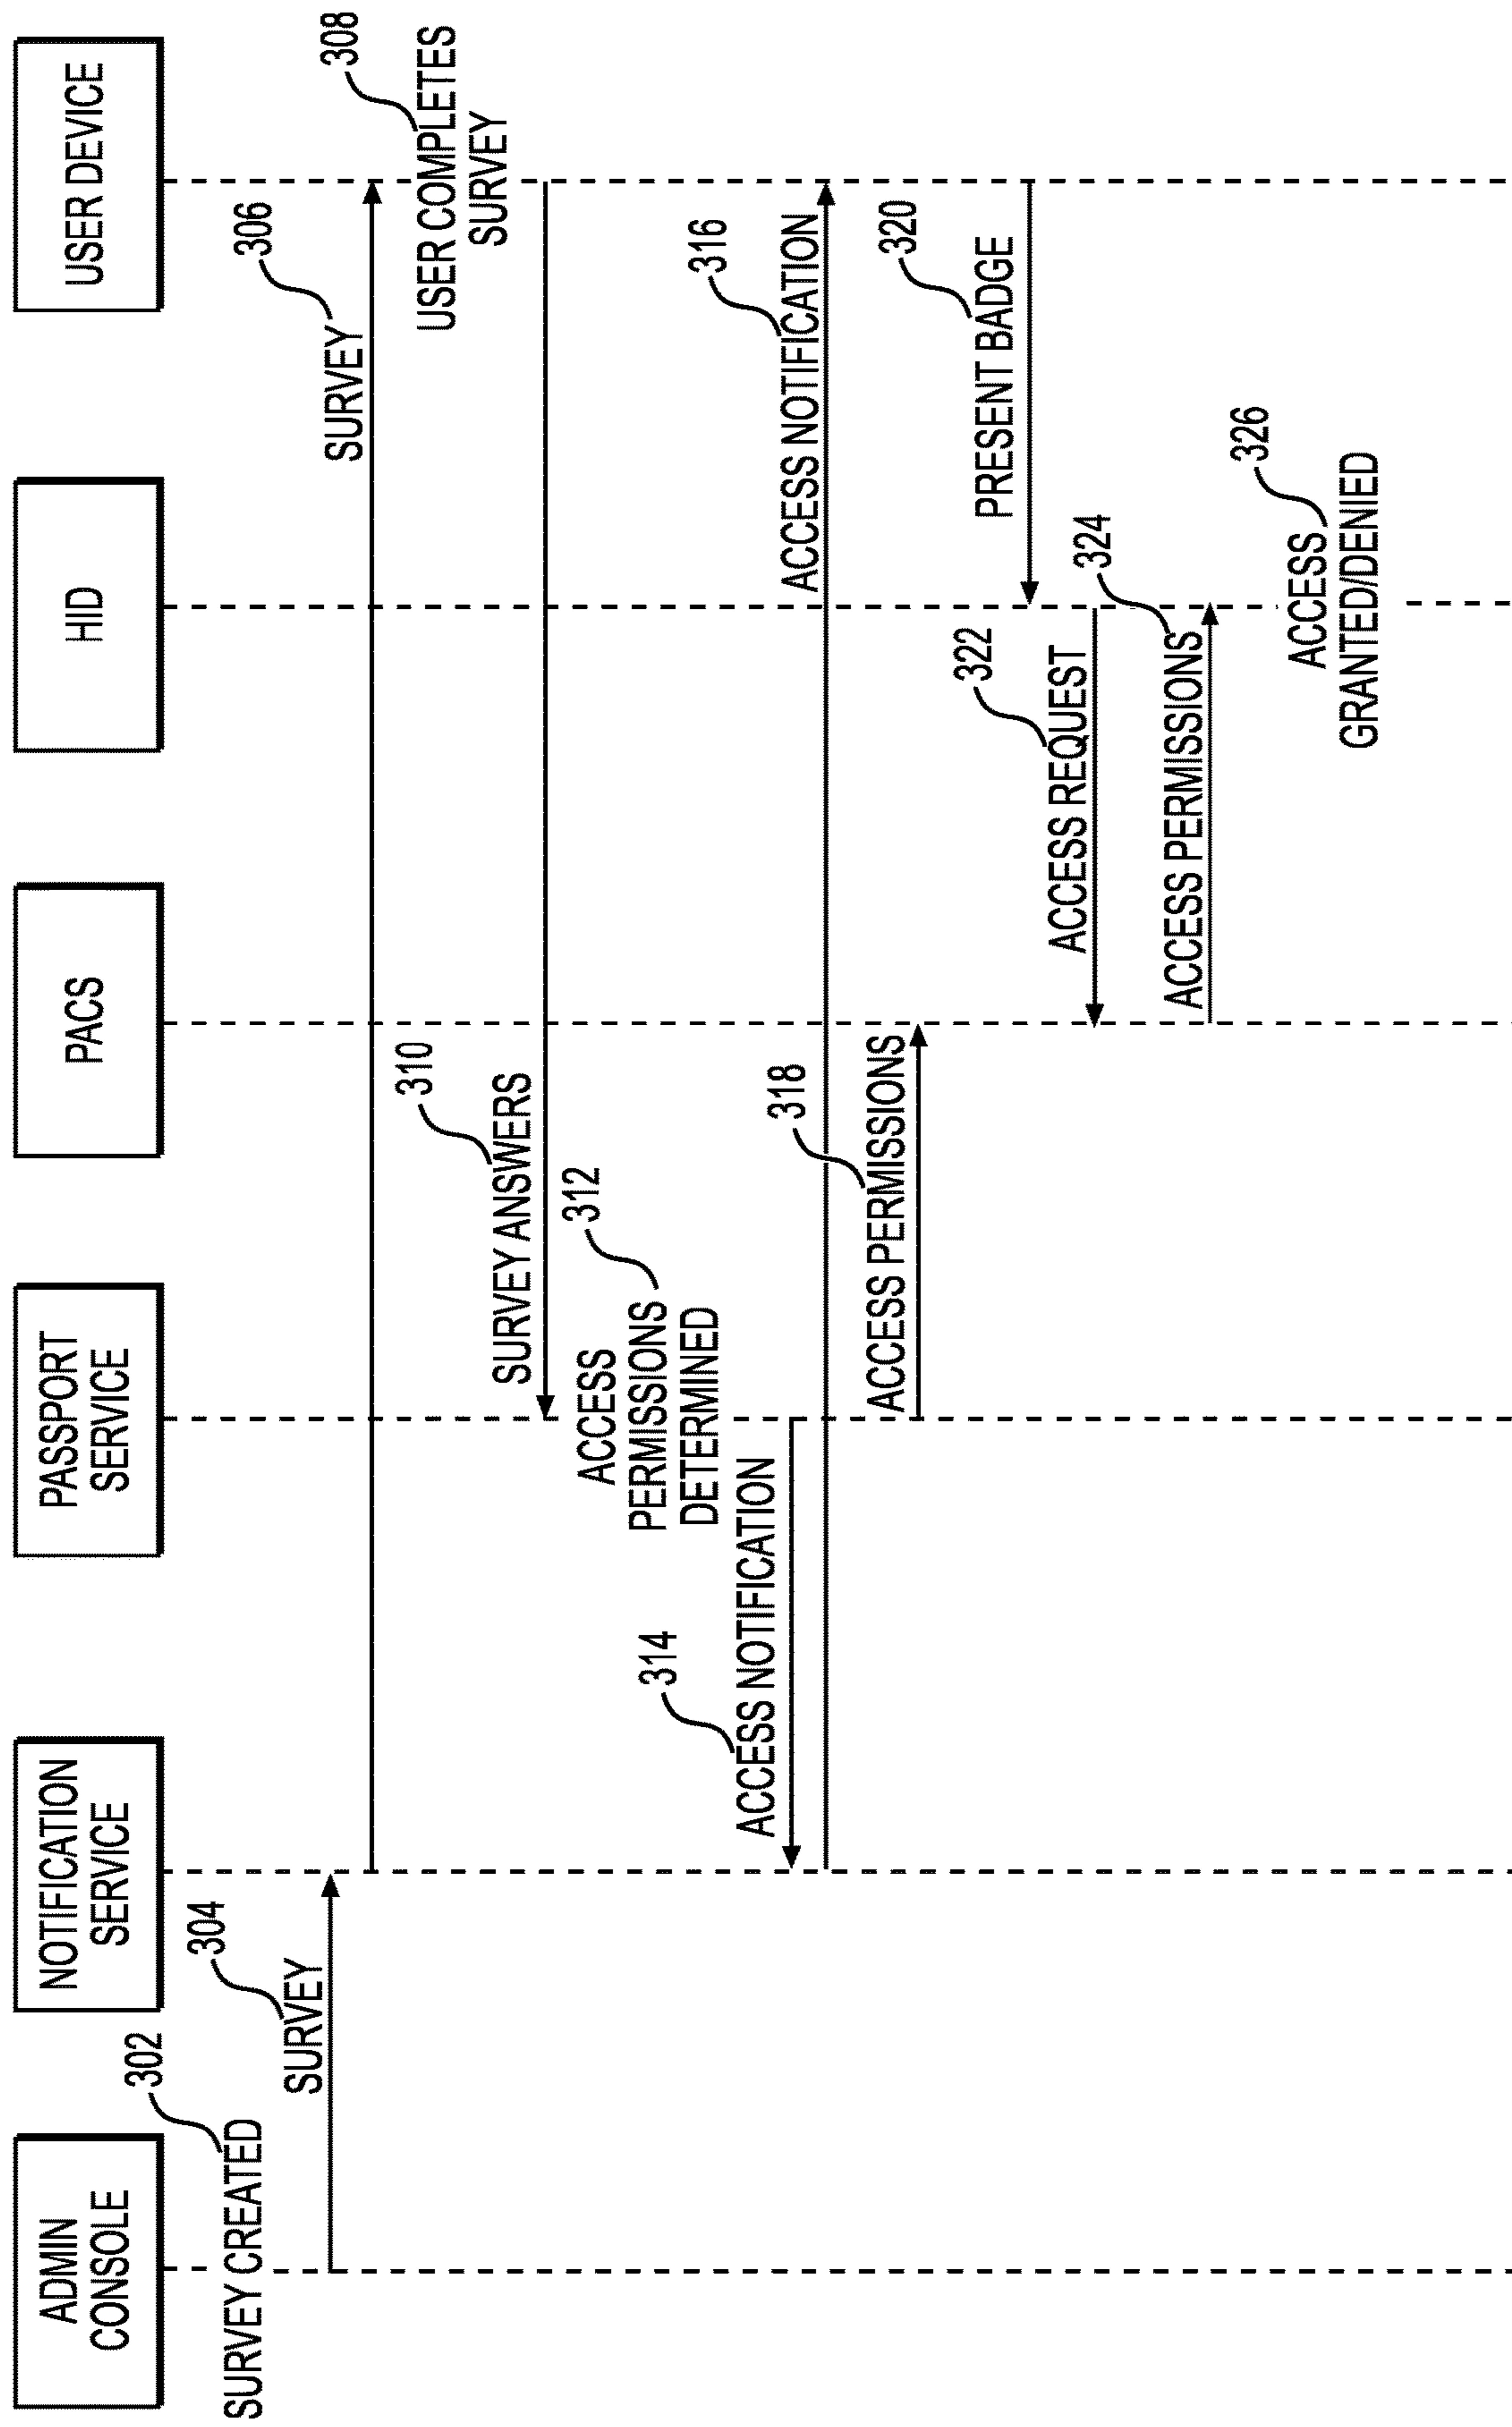 ADMIN
CONSOLE
NOTIFICATION
SERVICE
PASSPORT
SERVICE
PACS
HID
USER DEVICE
302
SURVEY CREATED
304
SURVEY
306
SURVEY
308
USER COMPLETES
SURVEY
310
SURVEY ANSWERS
312
ACCESS
PERMISSIONS
DETERMINED
314
ACCESS NOTIFICATION
316
ACCESS NOTIFICATION
318
ACCESS PERMISSIONS
320
PRESENT BADGE
322
ACCESS REQUEST
324
ACCESS PERMISSIONS
326
ACCESS
GRANTED/DENIED